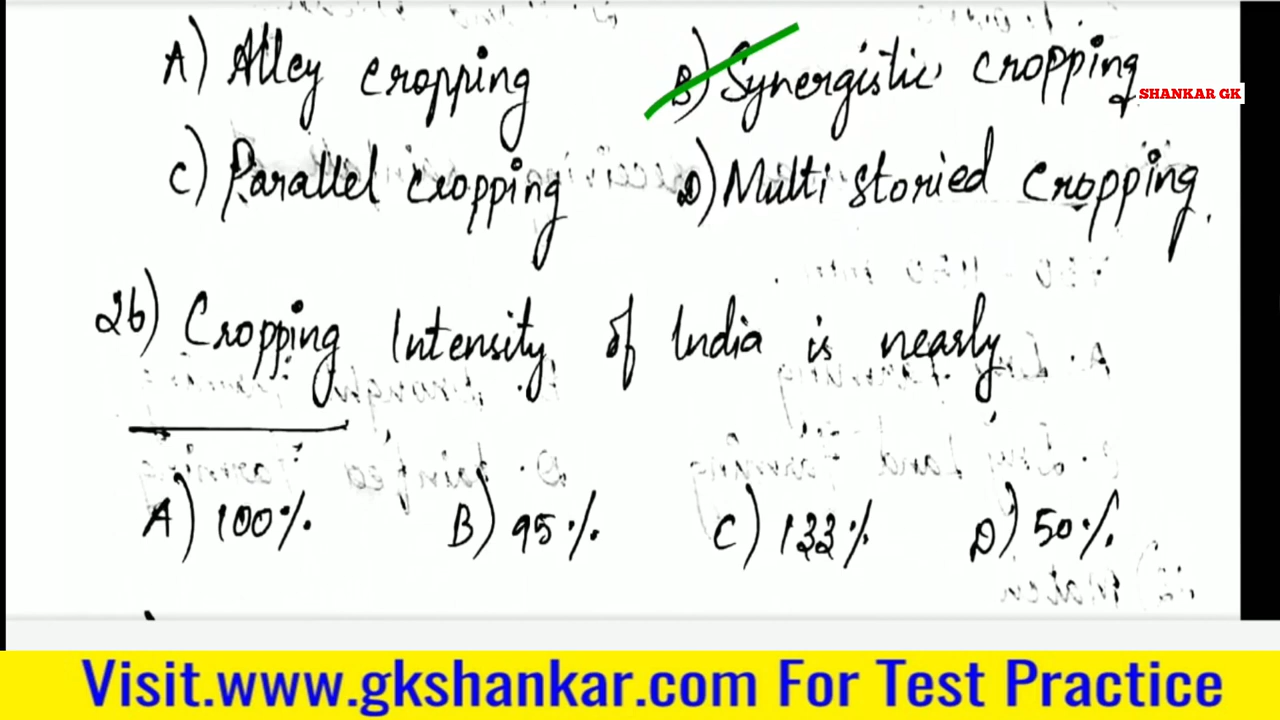 A) Alley cropping B) Synergistic cropping
SHANKAR GK
C) Parallel cropping D) Multi storied cropping.
26) Cropping Intensity of India is nearly
A) 100% B) 95% C) 133% D) 50%
Visit.www.gkshankar.com For Test Practice